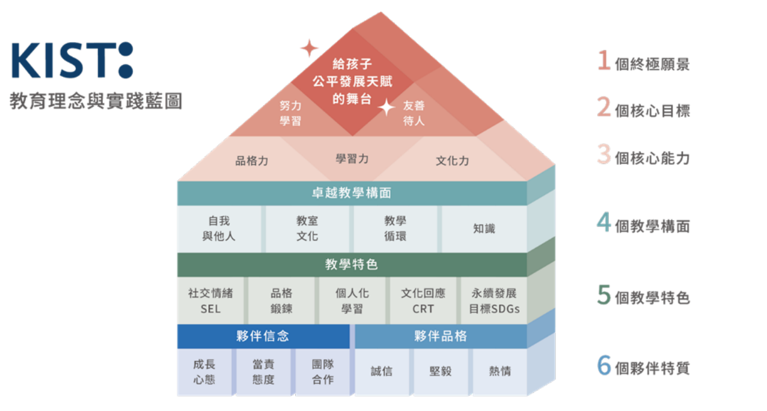 KIST:
教育理念與實踐藍圖
給孩子
公平發展天賦
的舞台
努力
學習
友善
待人
品格力
學習力
文化力
卓越教學構面
自我
與他人
教室
文化
教學
循環
知識
教學特色
社交情緒
SEL
品格
鍛鍊
個人化
學習
文化回應
CRT
永續發展
目標SDGs
夥伴信念
夥伴品格
成長
心態
當責
態度
團隊
合作
誠信
堅毅
熱情
1個終極願景
2個核心目標
3個核心能力
4個教學構面
5個教學特色
6個夥伴特質